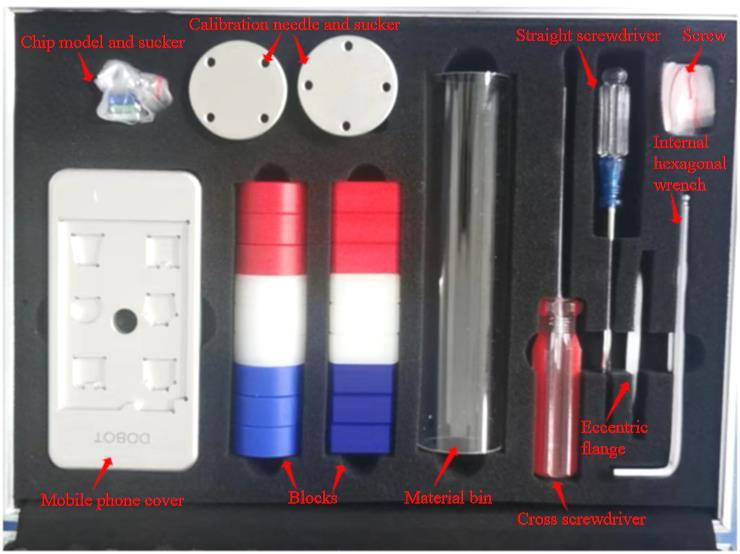 Calibration needle and sucker
Chip model and sucker
Straight screwdriver
Screw
Internal
hexagonal
wrench
DOBOT
Eccentric
flange
Mobile phone cover
Blocks
Material bin
Cross screwdriver